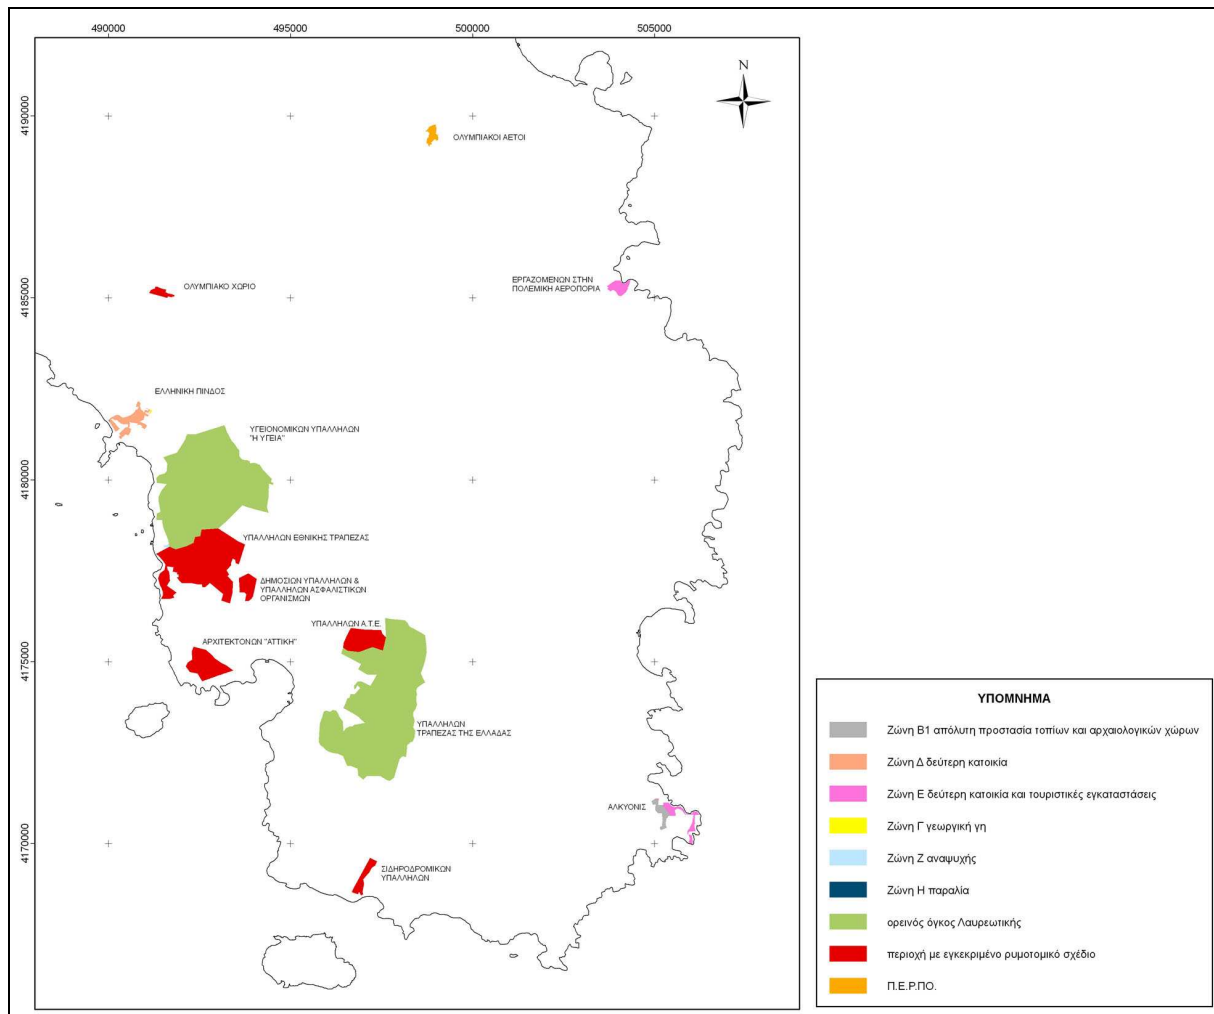 490000
495000
500000
505000
N
4190000
4185000
4180000
4175000
4170000
ΟΛΥΜΠΙΑΚΟΙ ΑΕΤΟΙ
ΕΡΓΑΖΟΜΕΝΩΝ ΣΤΗΝ
ΠΟΛΕΜΙΚΗ ΑΕΡΟΠΟΡΙΑ
ΟΛΥΜΠΙΑΚΟ ΧΩΡΙΟ
ΕΛΛΗΝΙΚΗ ΠΙΝΔΟΣ
ΥΓΕΙΟΝΟΜΙΚΩΝ ΥΠΑΛΛΗΛΩΝ
"Η ΥΓΕΙΑ"
ΥΠΑΛΛΗΛΩΝ ΕΘΝΙΚΗΣ ΤΡΑΠΕΖΑΣ
ΔΗΜΟΣΙΩΝ ΥΠΑΛΛΗΛΩΝ &
ΥΠΑΛΛΗΛΩΝ ΑΣΦΑΛΙΣΤΙΚΩΝ
ΟΡΓΑΝΙΣΜΩΝ
ΥΠΑΛΛΗΛΩΝ Α.Τ.Ε.
ΑΡΧΙΤΕΚΤΟΝΩΝ "ΑΤΤΙΚΗ"
ΥΠΑΛΛΗΛΩΝ
ΤΡΑΠΕΖΑΣ ΤΗΣ ΕΛΛΑΔΑΣ
ΑΛΚΥΟΝΙΣ
ΣΙΔΗΡΟΔΡΟΜΙΚΩΝ
ΥΠΑΛΛΗΛΩΝ
ΥΠΟΜΝΗΜΑ
Ζώνη Β1 απόλυτη προστασία τοπίων και αρχαιολογικών χώρων
Ζώνη Δ δεύτερη κατοικία
Ζώνη Ε δεύτερη κατοικία και τουριστικές εγκαταστάσεις
Ζώνη Γ γεωργική γη
Ζώνη Ζ αναψυχής
Ζώνη Η παραλία
ορεινός όγκος Λαυρεωτικής
περιοχή με εγκεκριμένο ρυμοτομικό σχέδιο
Π.Ε.Ρ.ΠΟ.